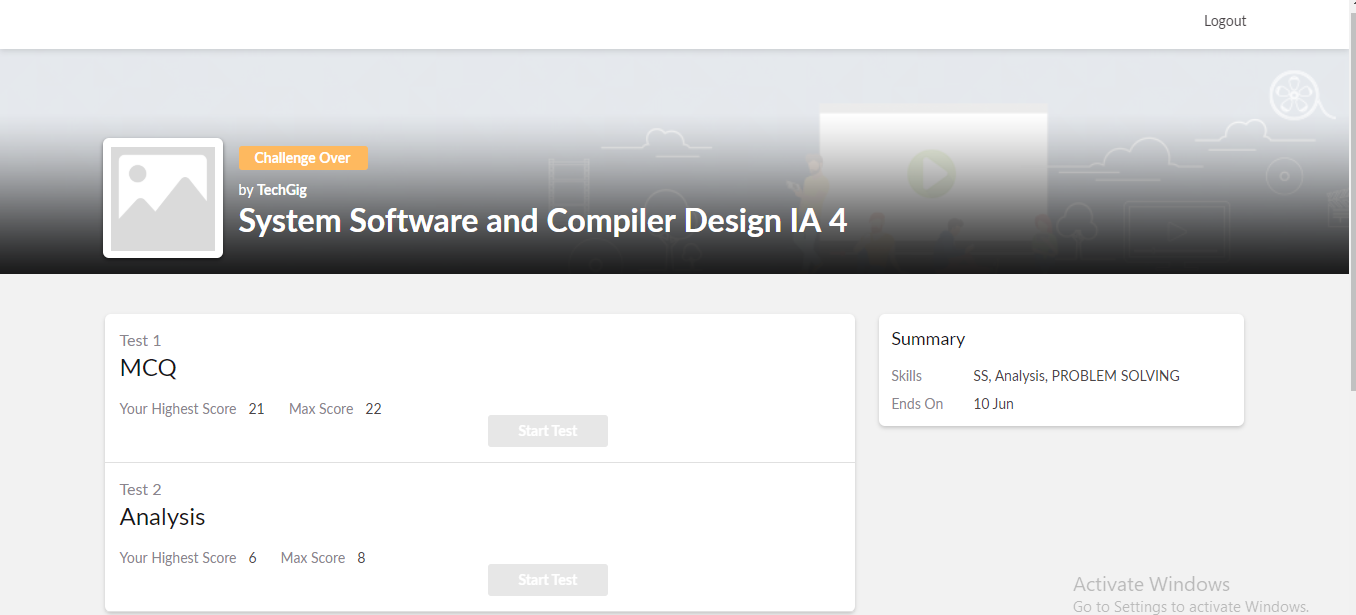 Logout
Challenge Over
by TechGig
System Software and Compiler Design IA 4
Test 1
MCQ
Your Highest Score 21 Max Score 22
Start Test
Test 2
Analysis
Your Highest Score 6 Max Score 8
Start Test
Summary
Skills SS, Analysis, PROBLEM SOLVING
Ends On 10 Jun
Activate Windows
Go to Settings to activate Windows.